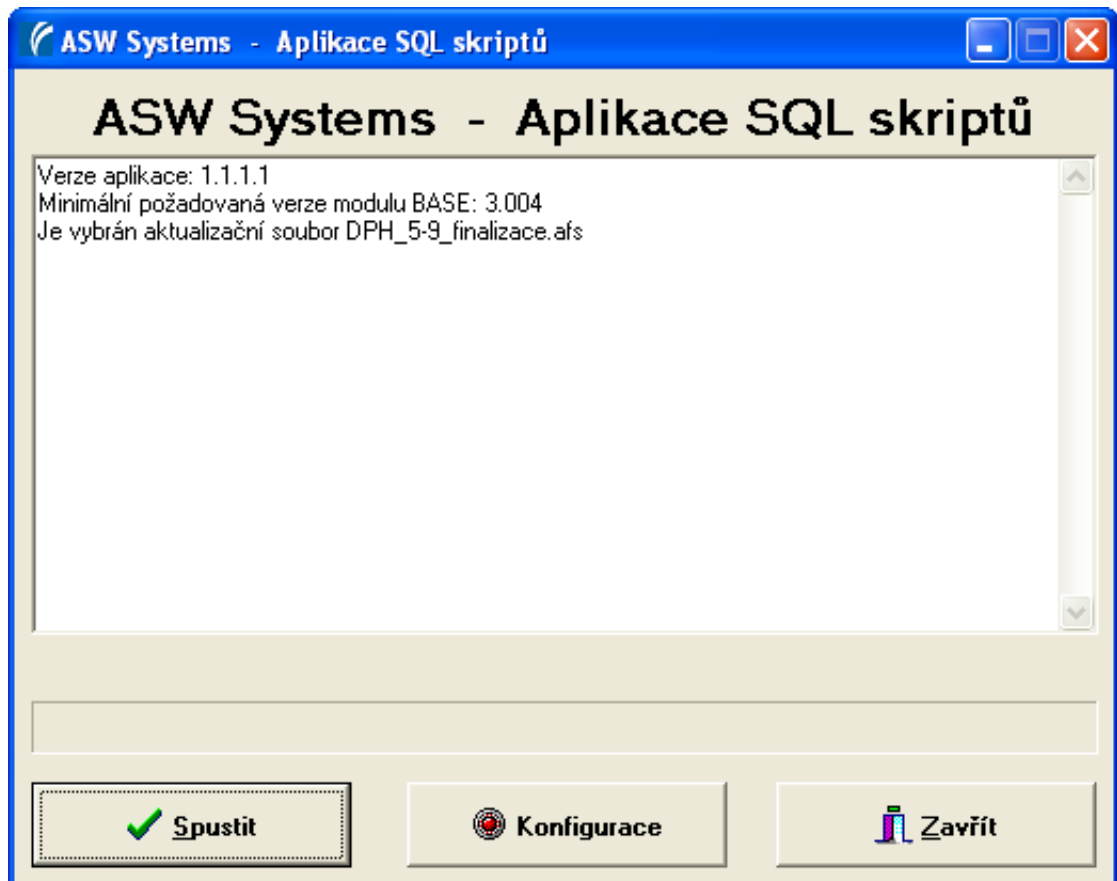 ASW Systems - Aplikace SQL skriptů
ASW Systems - Aplikace SQL skriptů
Verze aplikace: 1.1.1.1
Minimální požadovaná verze modulu BASE: 3.004
Je vybrán aktualizační soubor DPH_5-9_finalizace.afs
Spustit
Konfigurace
Zavřít